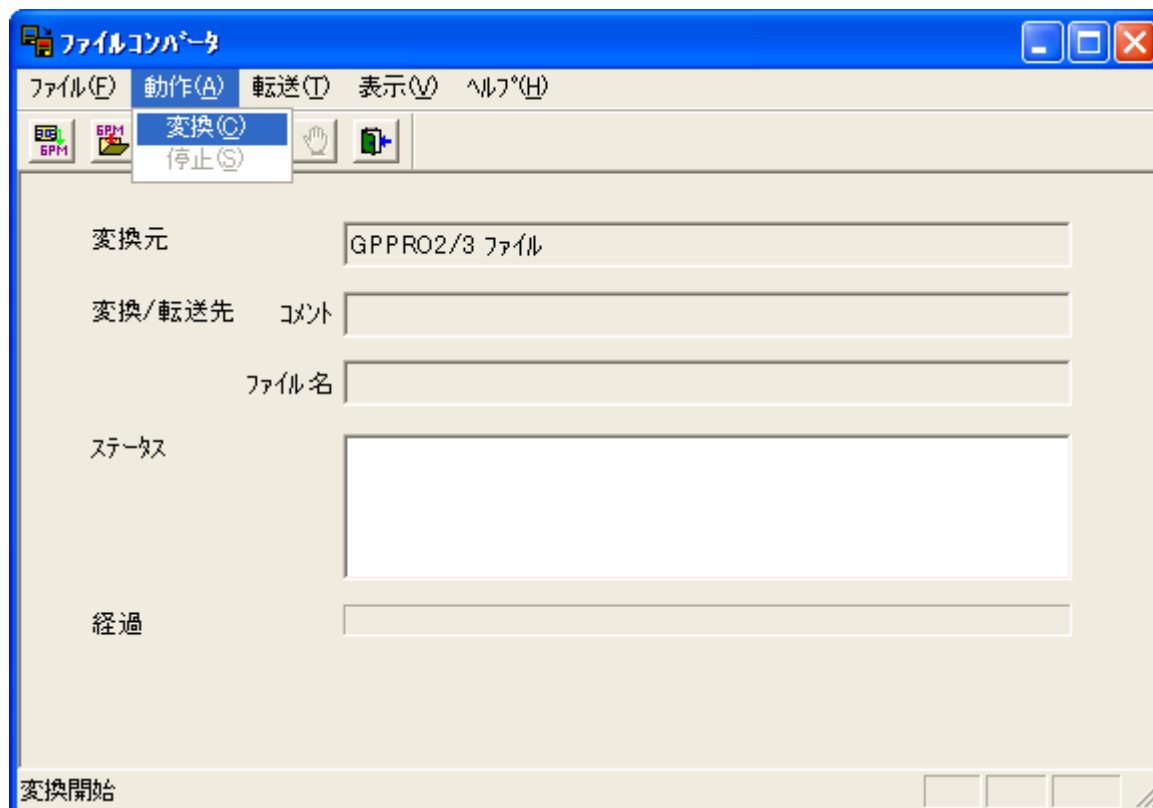 ﾌｧｲﾙｺﾝﾊﾞｰﾀ
ﾌｧｲﾙ(F) 動作(A) 転送(T) 表示(V) ﾍﾙﾌﾟ(H)
GPM GPM
変換(C)
停止(S)
変換元 GPPRO2/3 ﾌｧｲﾙ
変換/転送先 ｺﾒﾝﾄ
ﾌｧｲﾙ名
ｽﾃｰﾀｽ
経過
変換開始